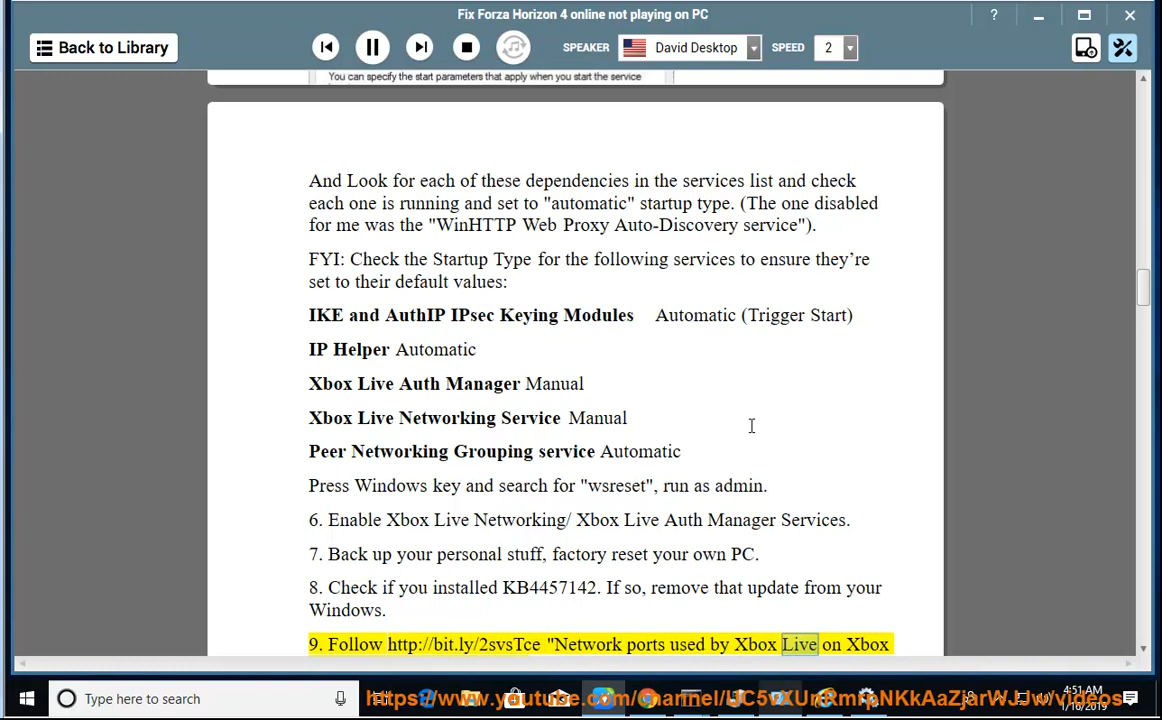 Fix Forza Horizon 4 online not playing on PC
?
Back to Library
SPEAKER
David Desktop
SPEED
2
You can specify the start parameters that apply when you start the service
And Look for each of these dependencies in the services list and check
each one is running and set to "automatic" startup type. (The one disabled
for me was the "WinHTTP Web Proxy Auto-Discovery service").
FYI: Check the Startup Type for the following services to ensure they’re
set to their default values:
IKE and AuthIP IPsec Keying Modules Automatic (Trigger Start)
IP Helper Automatic
Xbox Live Auth Manager Manual
Xbox Live Networking Service Manual
Peer Networking Grouping service Automatic
Press Windows key and search for "wsreset", run as admin.
6. Enable Xbox Live Networking/ Xbox Live Auth Manager Services.
7. Back up your personal stuff, factory reset your own PC.
8. Check if you installed KB4457142. If so, remove that update from your
Windows.
9. Follow http://bit.ly/2svsTce "Network ports used by Xbox Live on Xbox
Type here to search
4:51 AM
1/16/2019